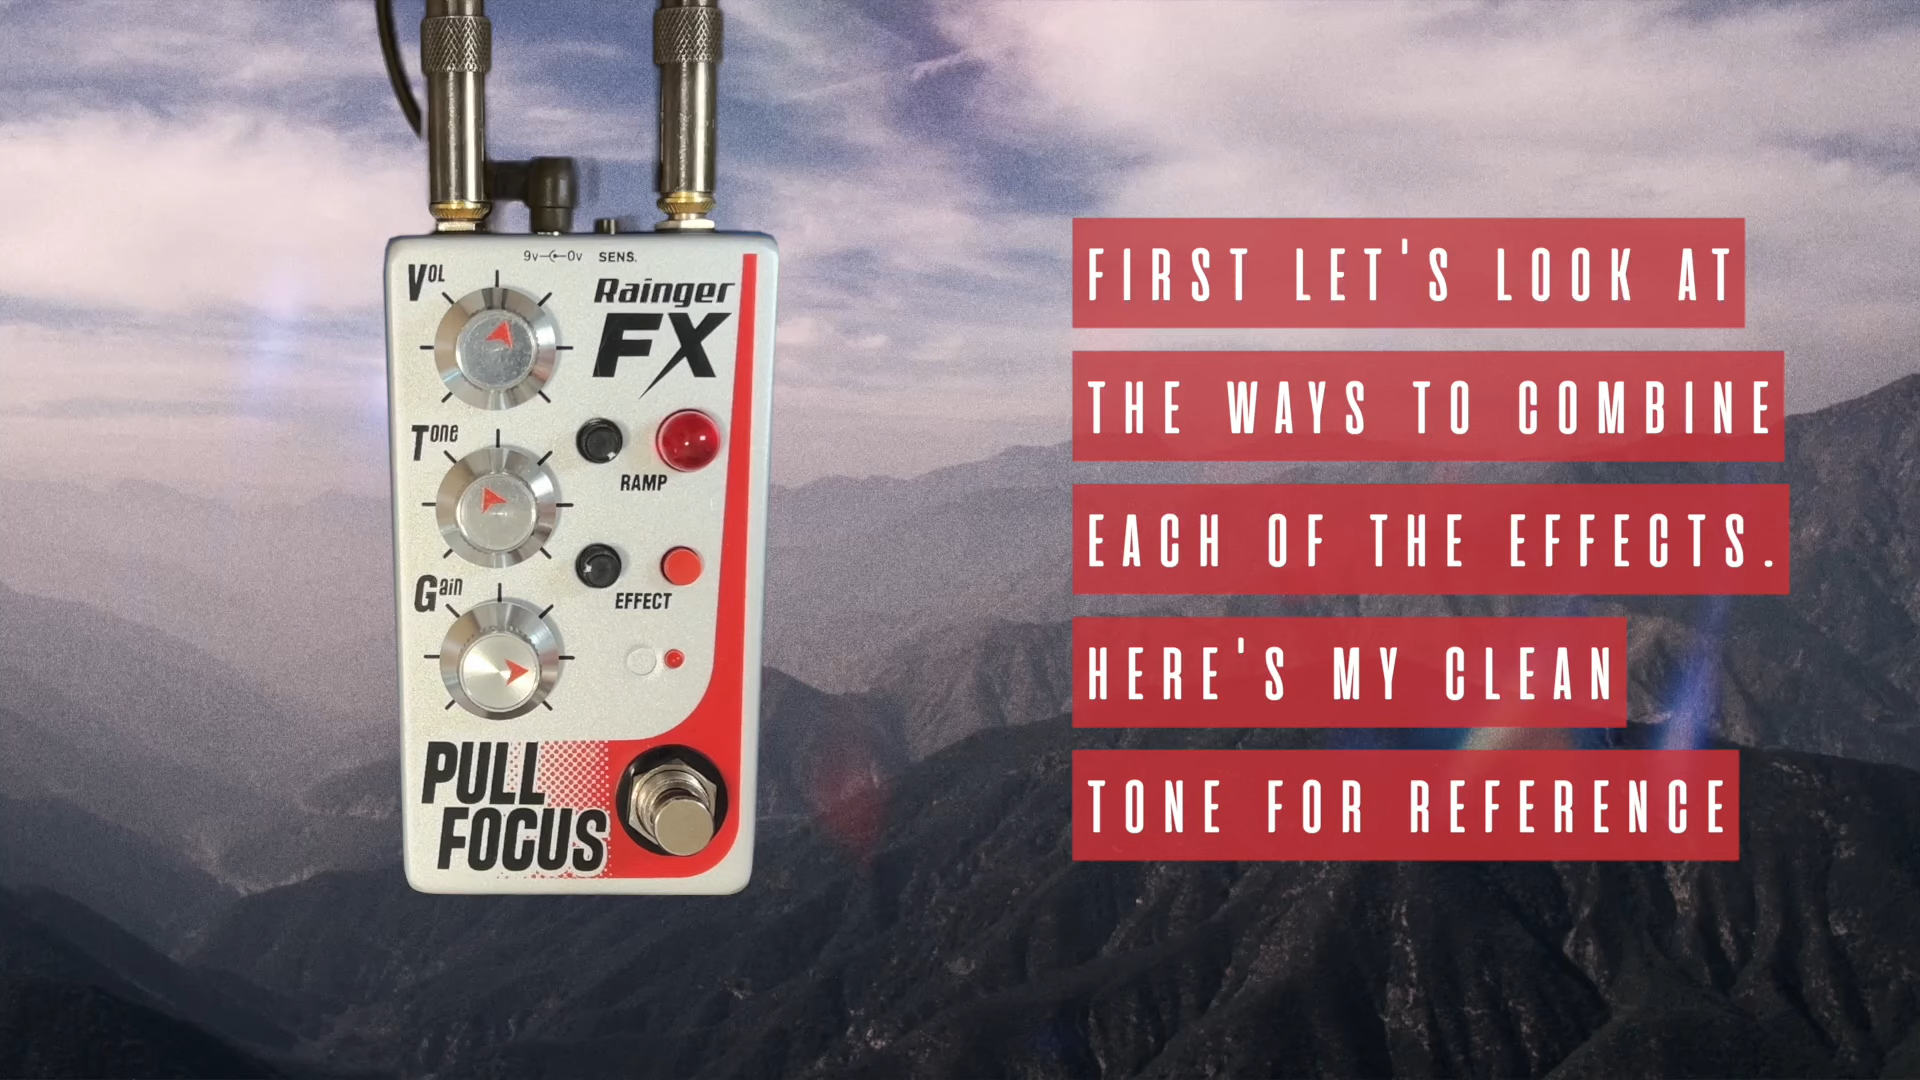 9v 0v SENS.
VOL
Rainger
FX
Tone
RAMP
Gain
EFFECT
PULL
FOCUS
FIRST LET'S LOOK AT
THE WAYS TO COMBINE
EACH OF THE EFFECTS.
HERE'S MY CLEAN
TONE FOR REFERENCE